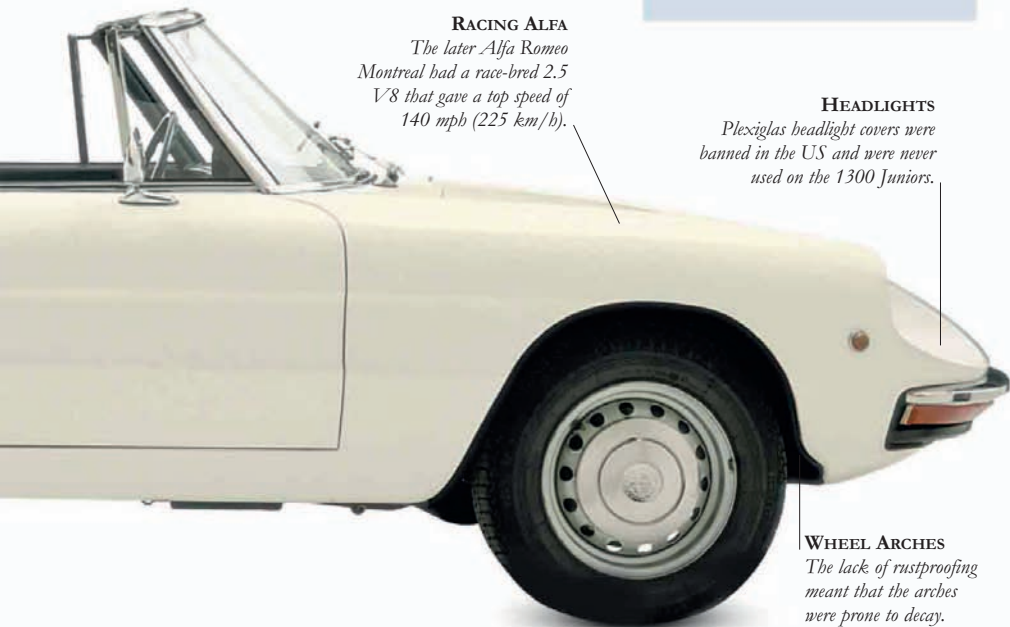 RACING ALFA
The later Alfa Romeo
Montreal had a race-bred 2.5
V8 that gave a top speed of
140 mph (225 km/h).
HEADLIGHTS
Plexiglas headlight covers were
banned in the US and were never
used on the 1300 Juniors.
WHEEL ARCHES
The lack of rustproofing
meant that the arches
were prone to decay.